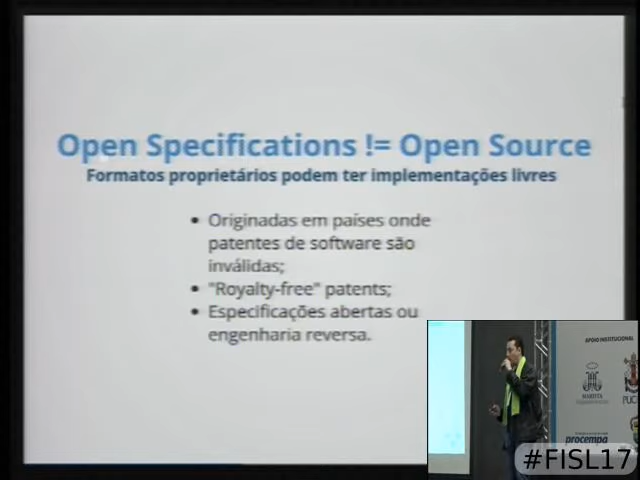 Open Specifications != Open Source
Formatos proprietários podem ter implementações livres
• Originadas em países onde
patentes de software são
inválidas;
• "Royalty-free" patents;
• Especificações abertas ou
engenharia reversa.
APOIO INSTITUCIONAL
MARISTA
PUC
procempa
#FISL17